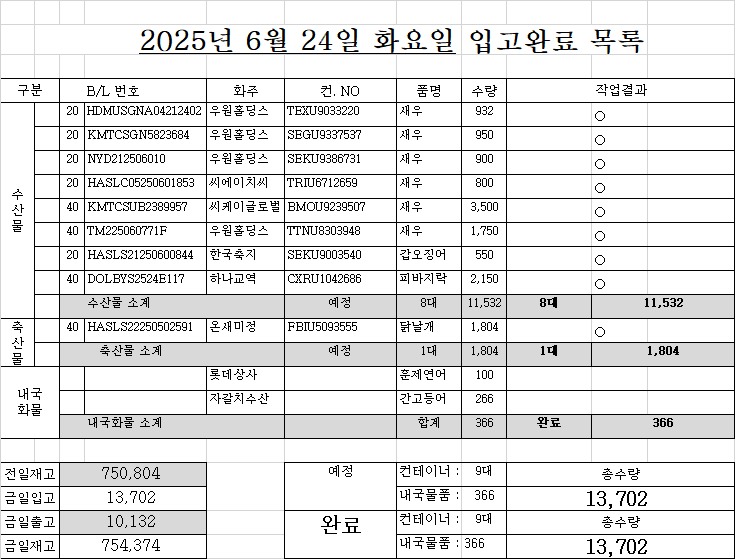 2025년 6월 24일 화요일 입고완료 목록
구분 B/L 번호 화주 컨. NO 품명 수량 작업결과
수산물
20 HDMUSGNA04212402 우원홀딩스 TEXU9033220 새우 932 ○
20 KMTCSGN5823684 우원홀딩스 SEGU9337537 새우 950 ○
20 NYD212506010 우원홀딩스 SEKU9386731 새우 900 ○
20 HASLC05250601853 씨에이치씨 TRIU6712659 새우 800 ○
40 KMTCSUB2389957 씨케이글로벌 BMOU9239507 새우 3,500 ○
40 TM225060771F 우원홀딩스 TTNU8303948 새우 1,750 ○
20 HASLS21250600844 한국축지 SEKU9003540 갑오징어 550 ○
40 DOLBYS2524E117 하나교역 CXRU1042686 피바지락 2,150 ○
수산물 소계 예정 8대 11,532 8대 11,532
축산물
40 HASLS22250502591 온새미정 FBIU5093555 닭날개 1,804 ○
축산물 소계 예정 1대 1,804 1대 1,804
내국화물
롯데상사 훈제연어 100
자갈치수산 간고등어 266
내국화물 소계 합계 366 완료 366
전일재고 750,804 예정 컨테이너 : 9대 총수량
금일입고 13,702 내국물품 : 366 13,702
금일출고 10,132 완료 컨테이너 : 9대 총수량
금일재고 754,374 내국물품 : 366 13,702